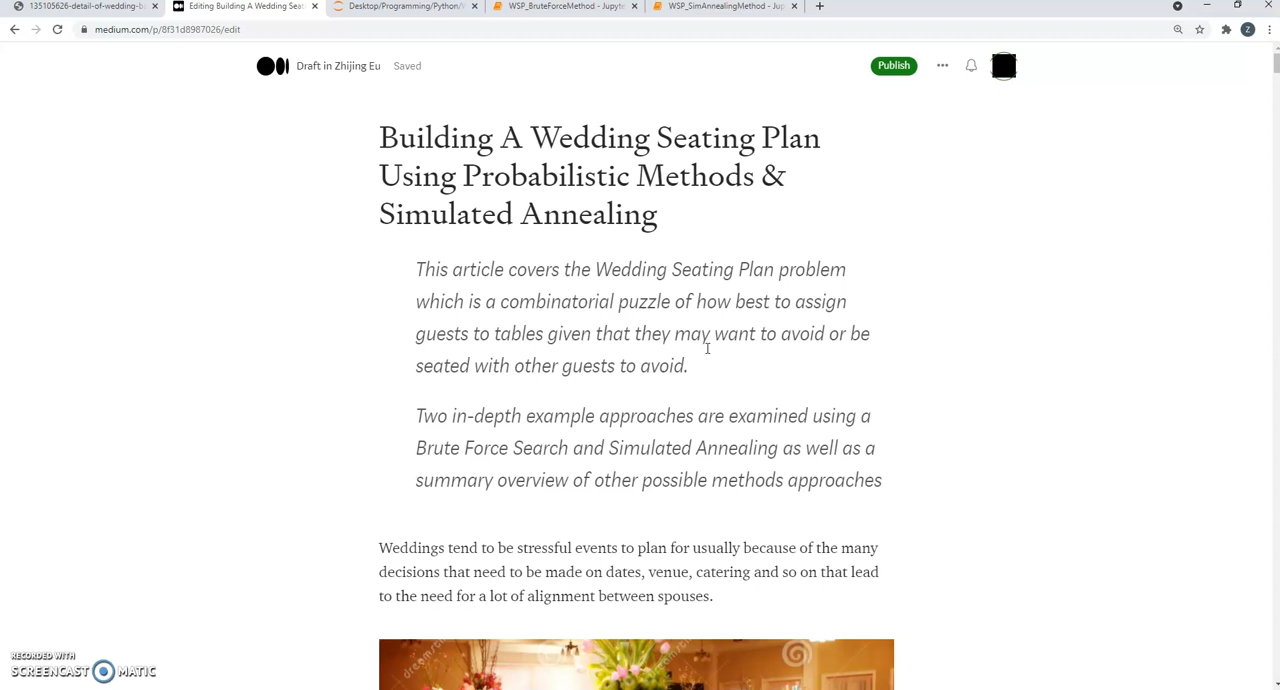 135105626-detail-of-wedding-b
Editing Building A Wedding Seat
Desktop/Programming/Python/
WSP_BruteForceMethod - Jupyte
WSP_SimAnnealingMethod - Jup
medium.com/p/8f31d8987026/edit
Z
Draft in Zhijing Eu Saved
Publish
Building A Wedding Seating Plan
Using Probabilistic Methods &
Simulated Annealing
This article covers the Wedding Seating Plan problem
which is a combinatorial puzzle of how best to assign
guests to tables given that they may want to avoid or be
seated with other guests to avoid.
Two in-depth example approaches are examined using a
Brute Force Search and Simulated Annealing as well as a
summary overview of other possible methods approaches
Weddings tend to be stressful events to plan for usually because of the many
decisions that need to be made on dates, venue, catering and so on that lead
to the need for a lot of alignment between spouses.
RECORDED WITH
SCREENCAST MATIC